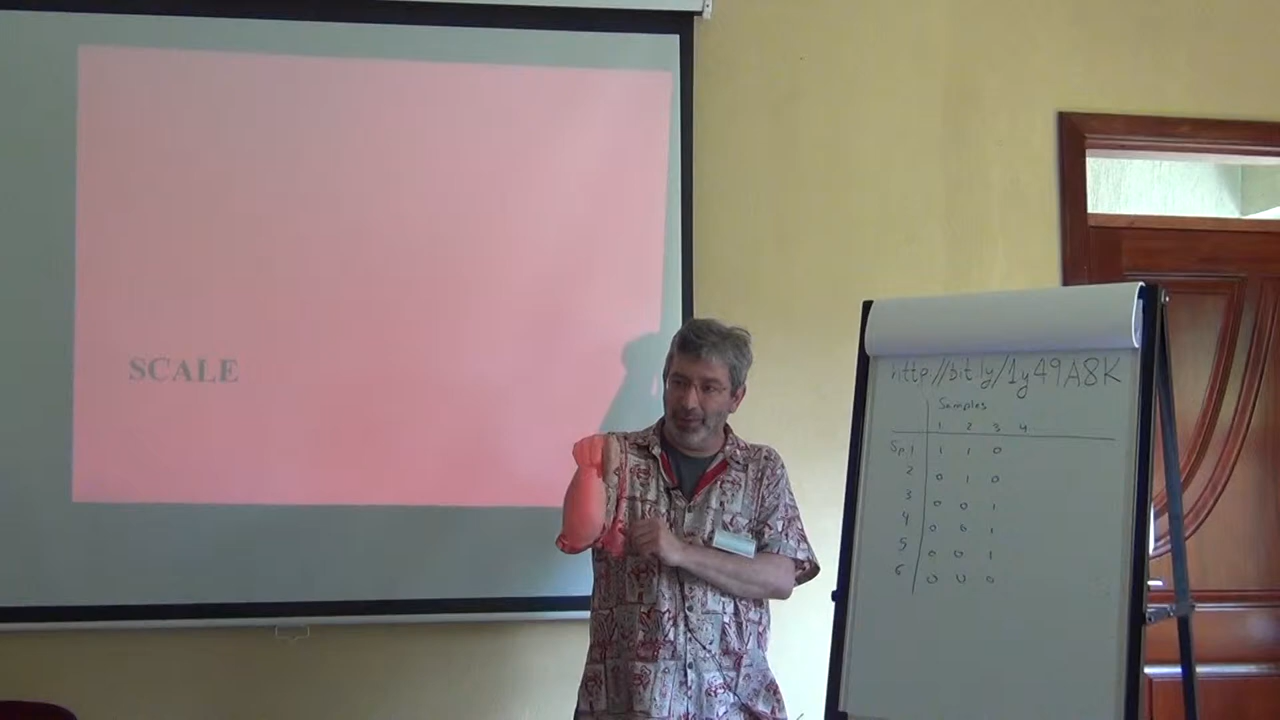 SCALE
http://bit.ly/1y49A8K
Samples
1 2 3 4
Sp. 1 1 1 0
2 0 1 0
3 0 0 1
4 0 0 1
5 0 0 1
6 0 0 0